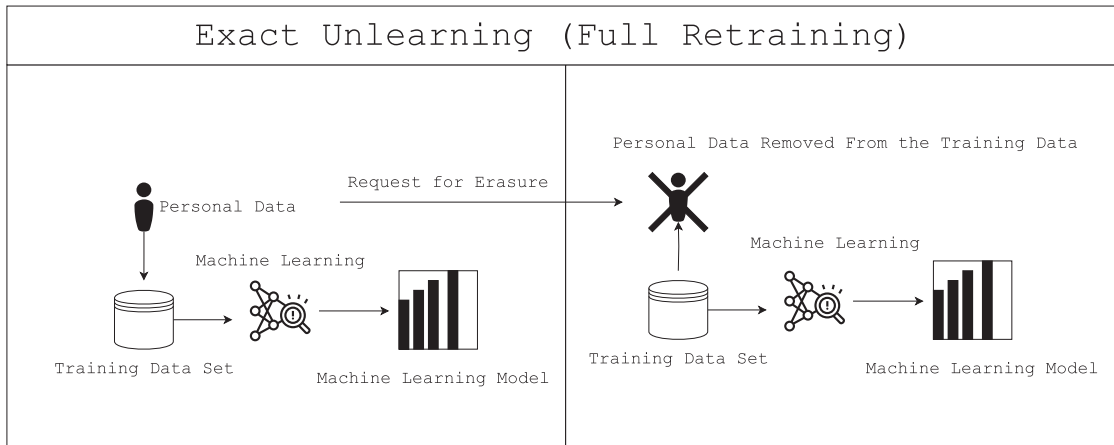 Exact Unlearning (Full Retraining)
Request for Erasure
Personal Data
Machine Learning
Training Data Set
Machine Learning Model
Personal Data Removed From the Training Data
Machine Learning
Training Data Set
Machine Learning Model